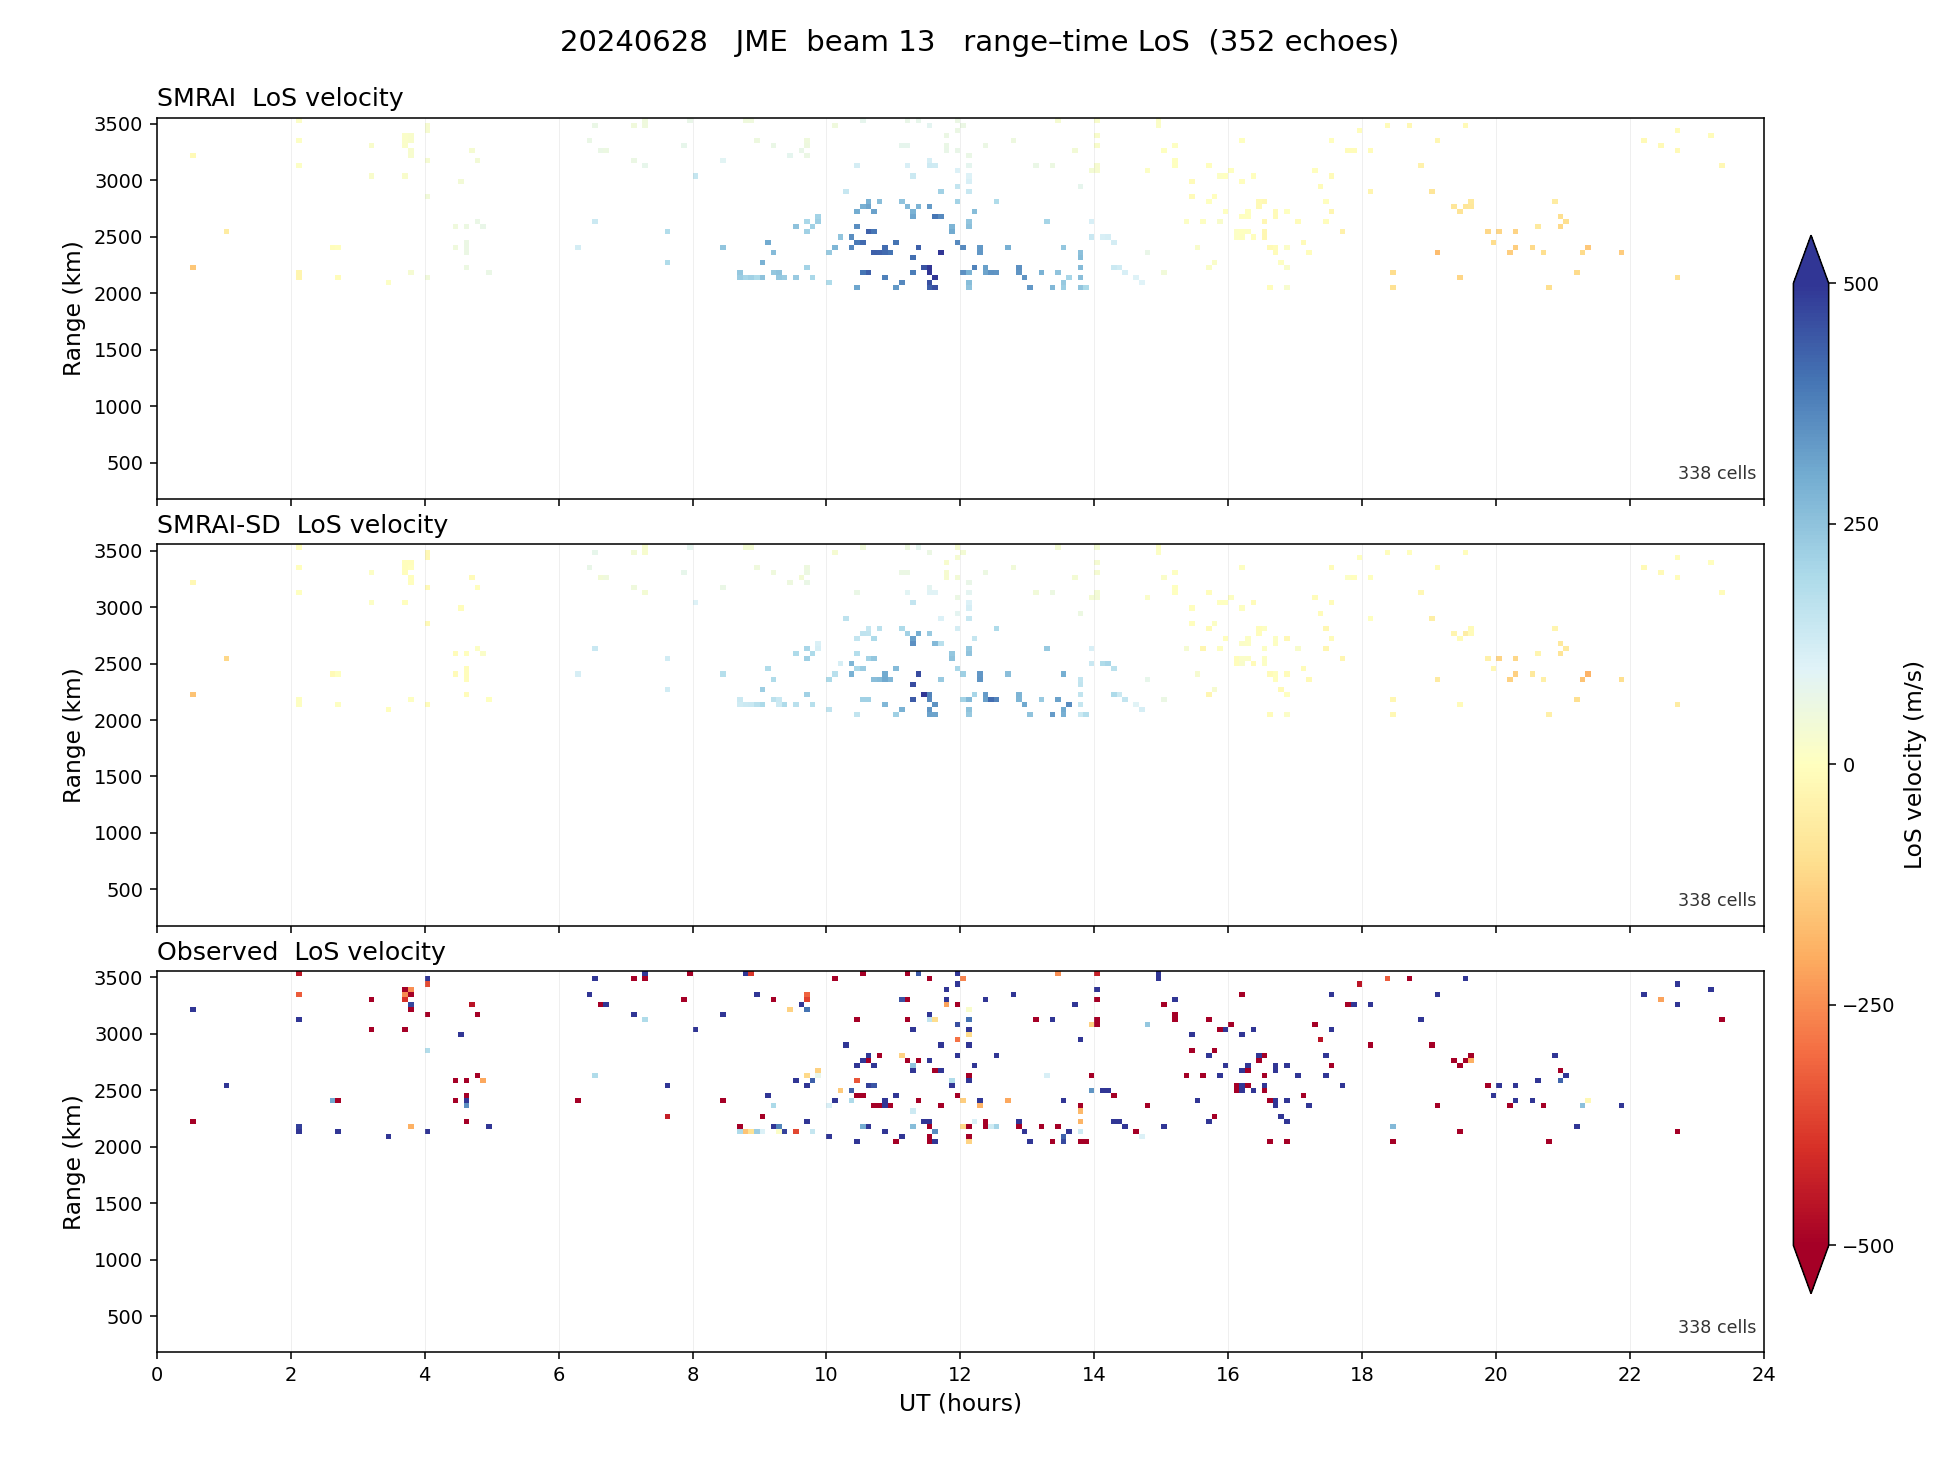 20240628   JME  beam 13   range–time LoS  (352 echoes)
SMRAI  LoS velocity
3500
3000
2500
2000
1500
1000
500
Range (km)
338 cells
SMRAI-SD  LoS velocity
3500
3000
2500
2000
1500
1000
500
Range (km)
338 cells
Observed  LoS velocity
3500
3000
2500
2000
1500
1000
500
Range (km)
338 cells
0 2 4 6 8 10 12 14 16 18 20 22 24
UT (hours)
500
250
0
−250
−500
LoS velocity (m/s)